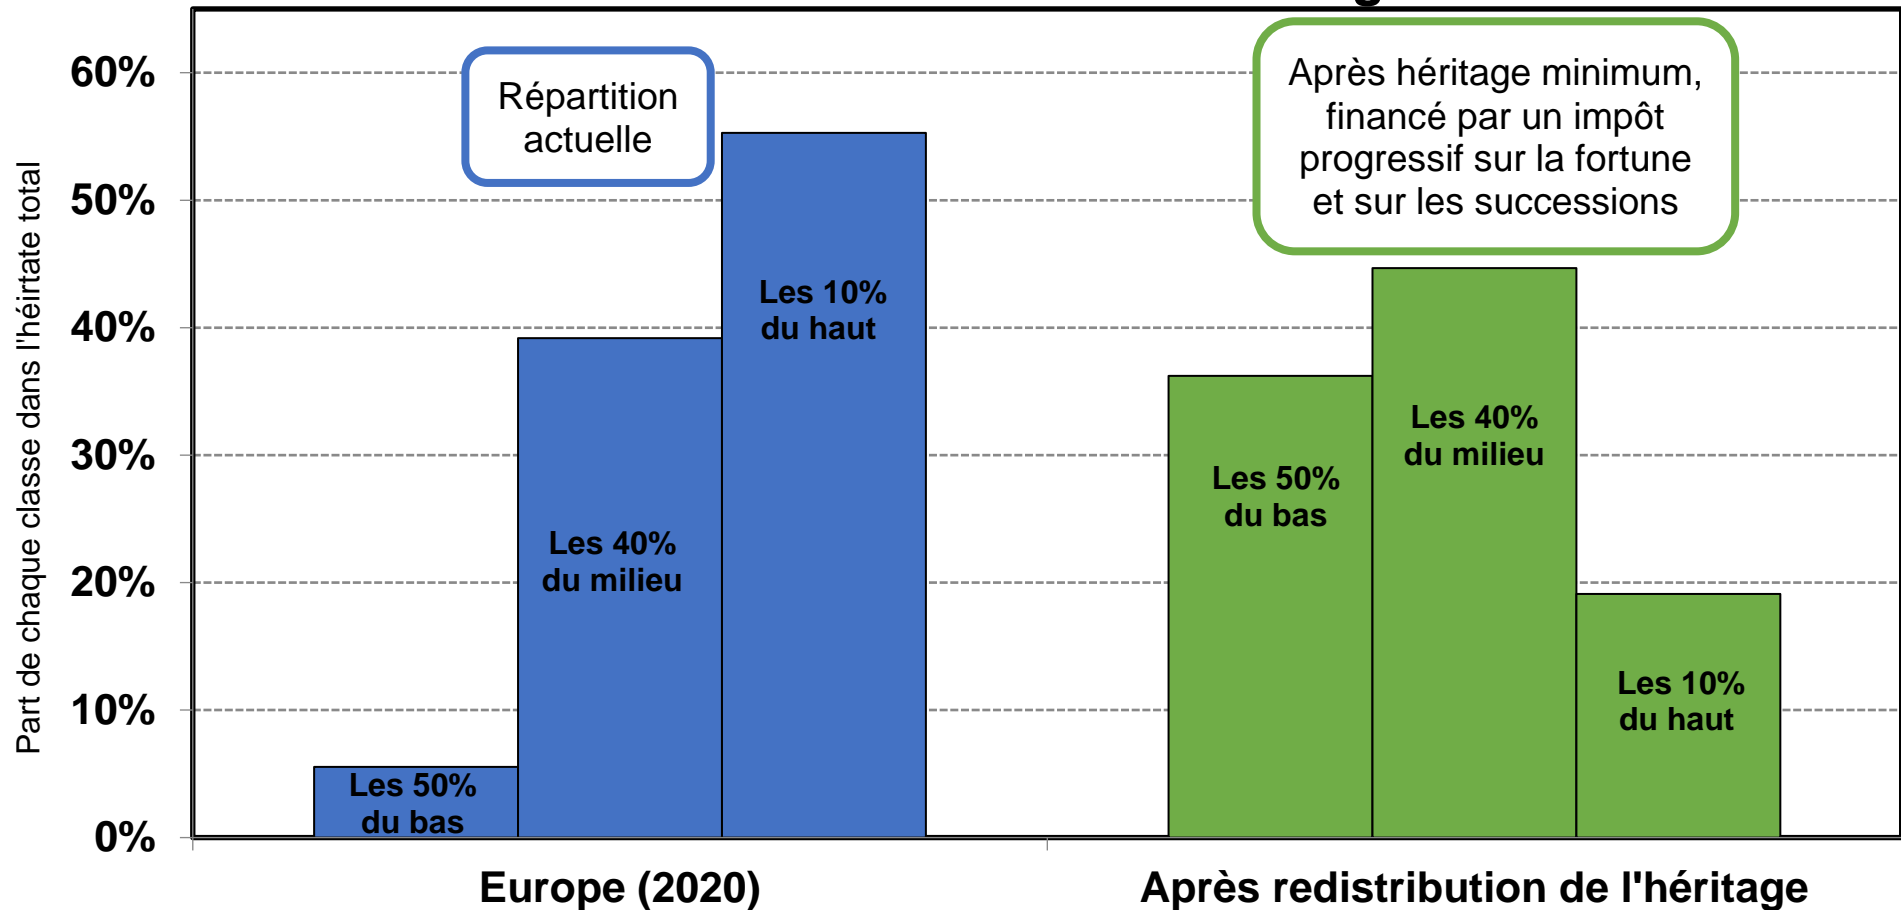 60%
50%
40%
30%
20%
10%
0%
Part de chaque classe dans l'héirtate total
Répartition
actuelle
Après héritage minimum,
financé par un impôt
progressif sur la fortune
et sur les successions
Les 50%
du bas
Les 40%
du milieu
Les 10%
du haut
Les 50%
du bas
Les 40%
du milieu
Les 10%
du haut
Europe (2020)
Après redistribution de l'héritage